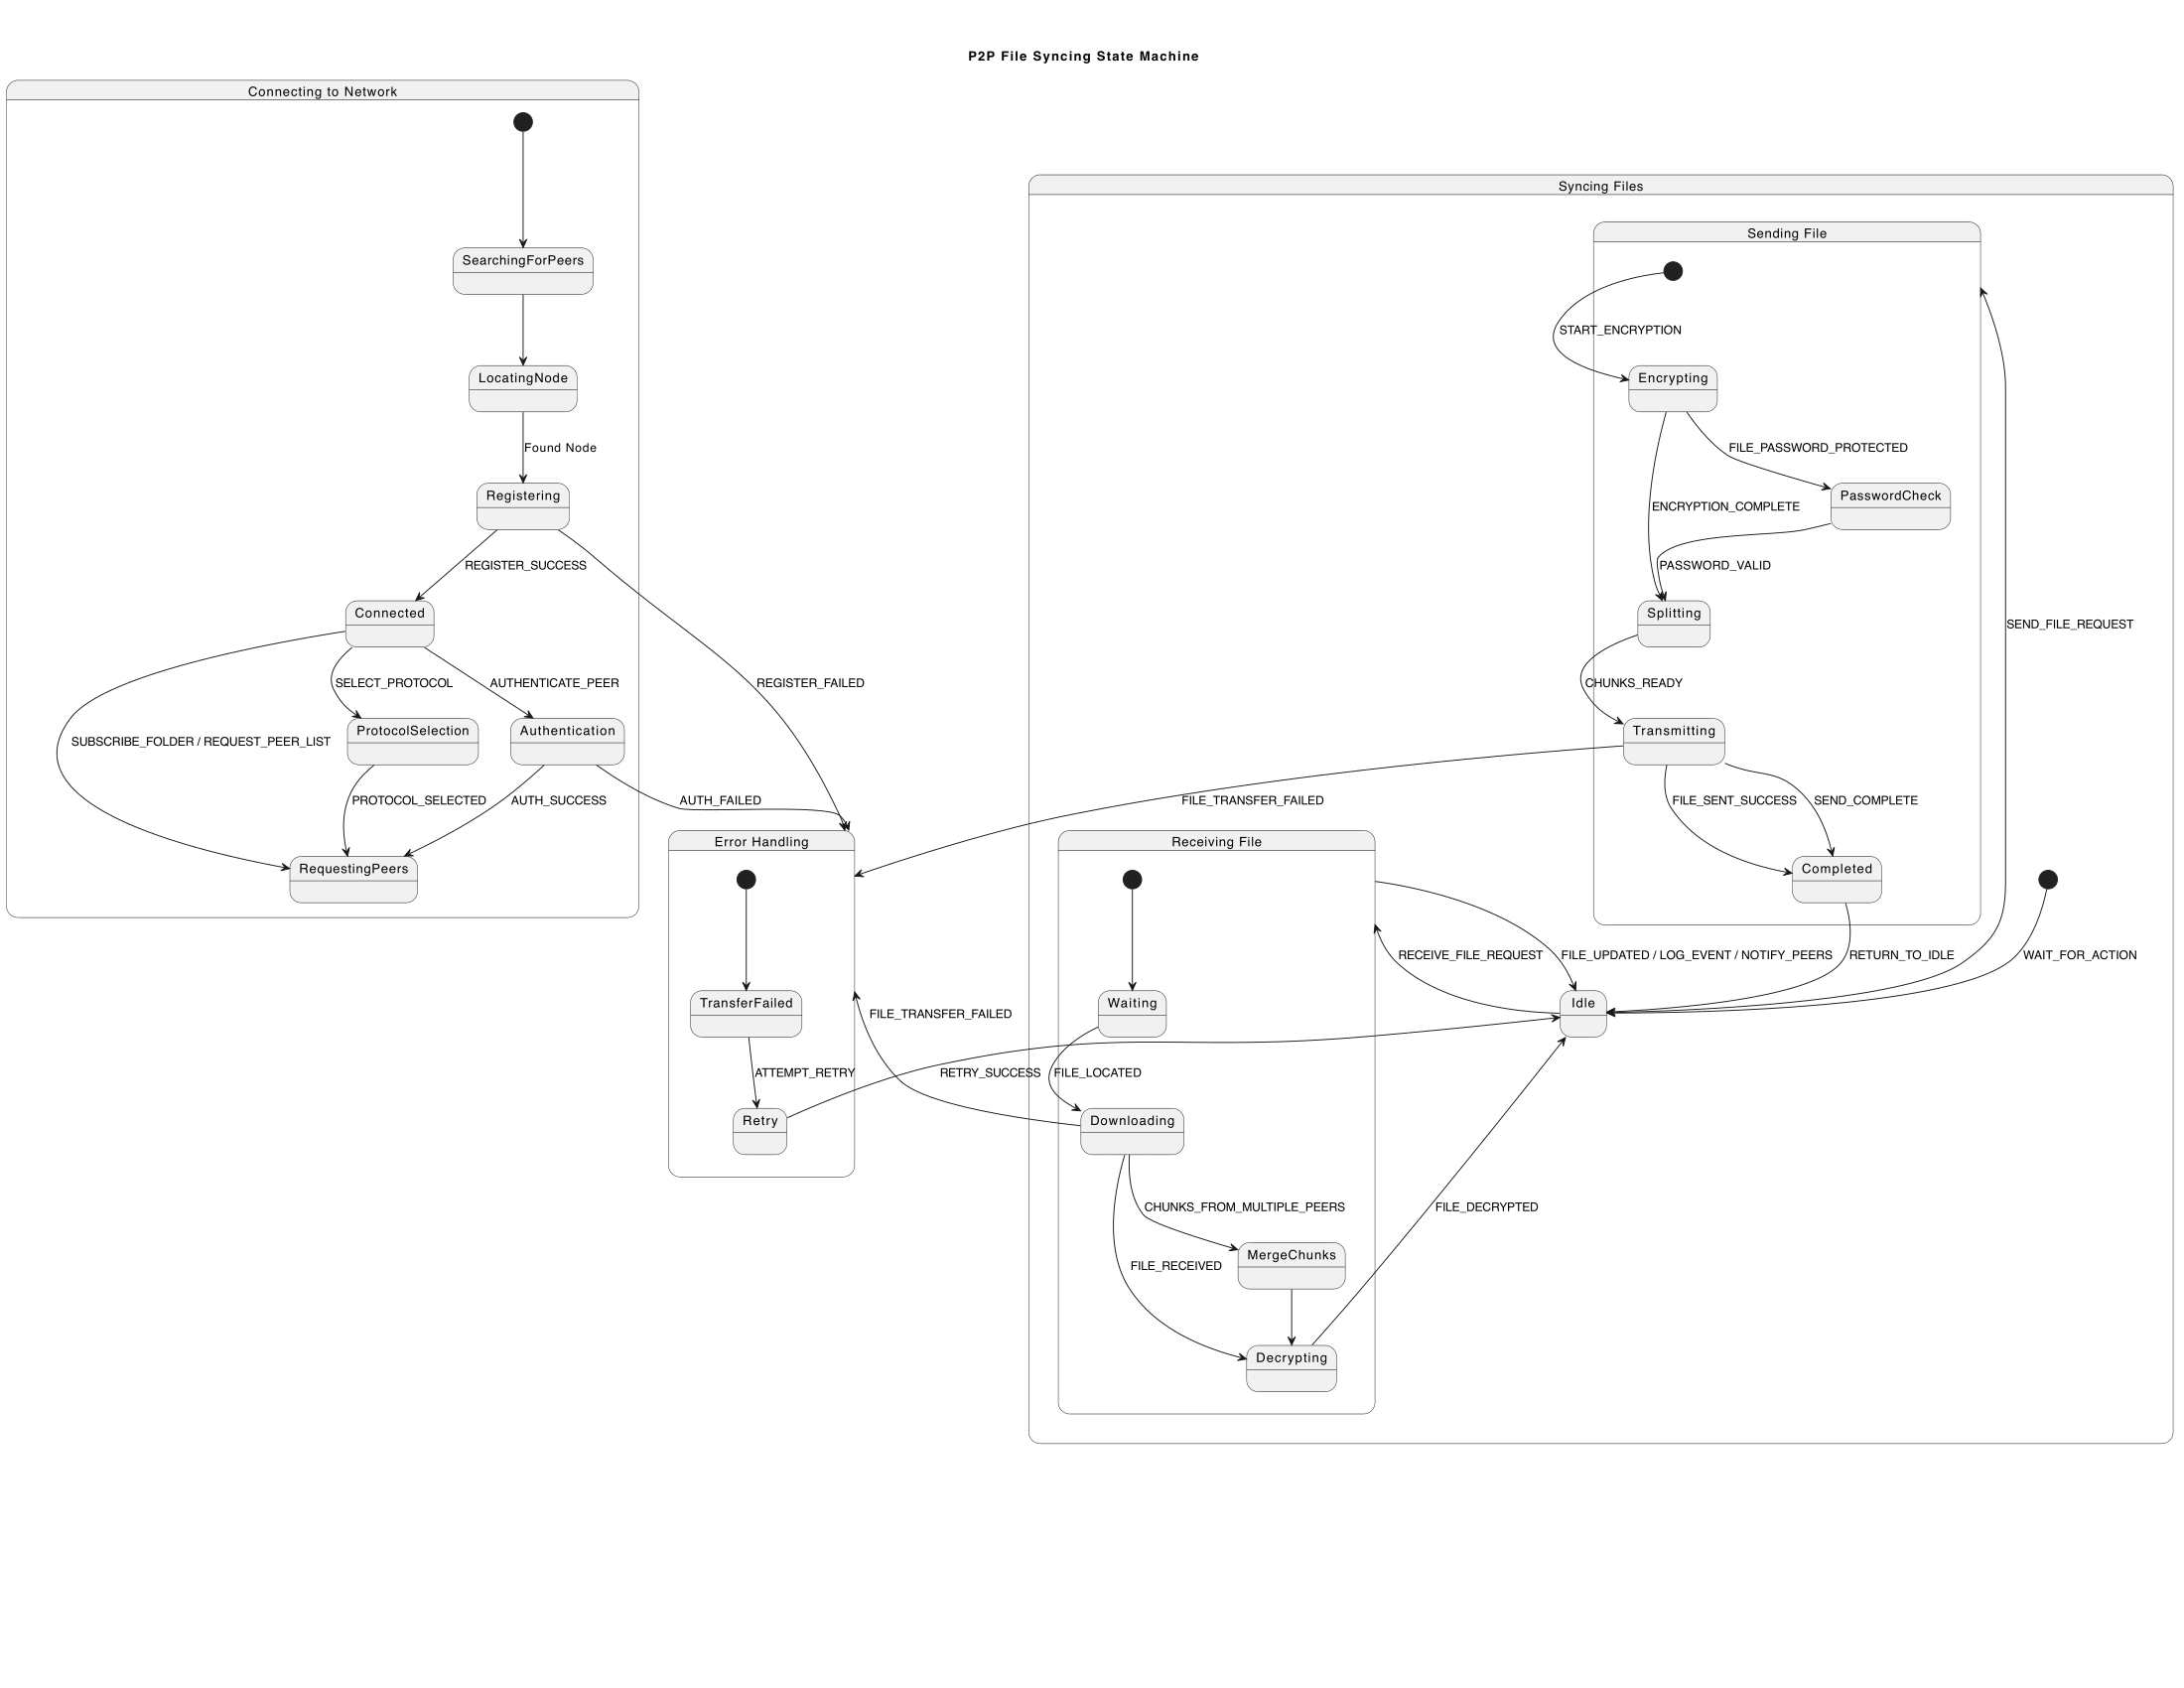 P2P File Syncing State Machine
Connecting to Network
SearchingForPeers
LocatingNode
Found Node
Registering
REGISTER_SUCCESS
Connected
REGISTER_FAILED
SELECT_PROTOCOL
AUTHENTICATE_PEER
SUBSCRIBE_FOLDER / REQUEST_PEER_LIST
ProtocolSelection
Authentication
PROTOCOL_SELECTED
AUTH_SUCCESS
AUTH_FAILED
RequestingPeers
Error Handling
TransferFailed
ATTEMPT_RETRY
Retry
RETRY_SUCCESS
FILE_TRANSFER_FAILED
Syncing Files
Sending File
START_ENCRYPTION
Encrypting
FILE_PASSWORD_PROTECTED
PasswordCheck
ENCRYPTION_COMPLETE
PASSWORD_VALID
Splitting
SEND_FILE_REQUEST
CHUNKS_READY
Transmitting
FILE_TRANSFER_FAILED
FILE_SENT_SUCCESS
SEND_COMPLETE
Completed
Receiving File
RECEIVE_FILE_REQUEST
FILE_UPDATED / LOG_EVENT / NOTIFY_PEERS
RETURN_TO_IDLE
WAIT_FOR_ACTION
Waiting
Idle
FILE_LOCATED
Downloading
CHUNKS_FROM_MULTIPLE_PEERS
FILE_DECRYPTED
MergeChunks
FILE_RECEIVED
Decrypting